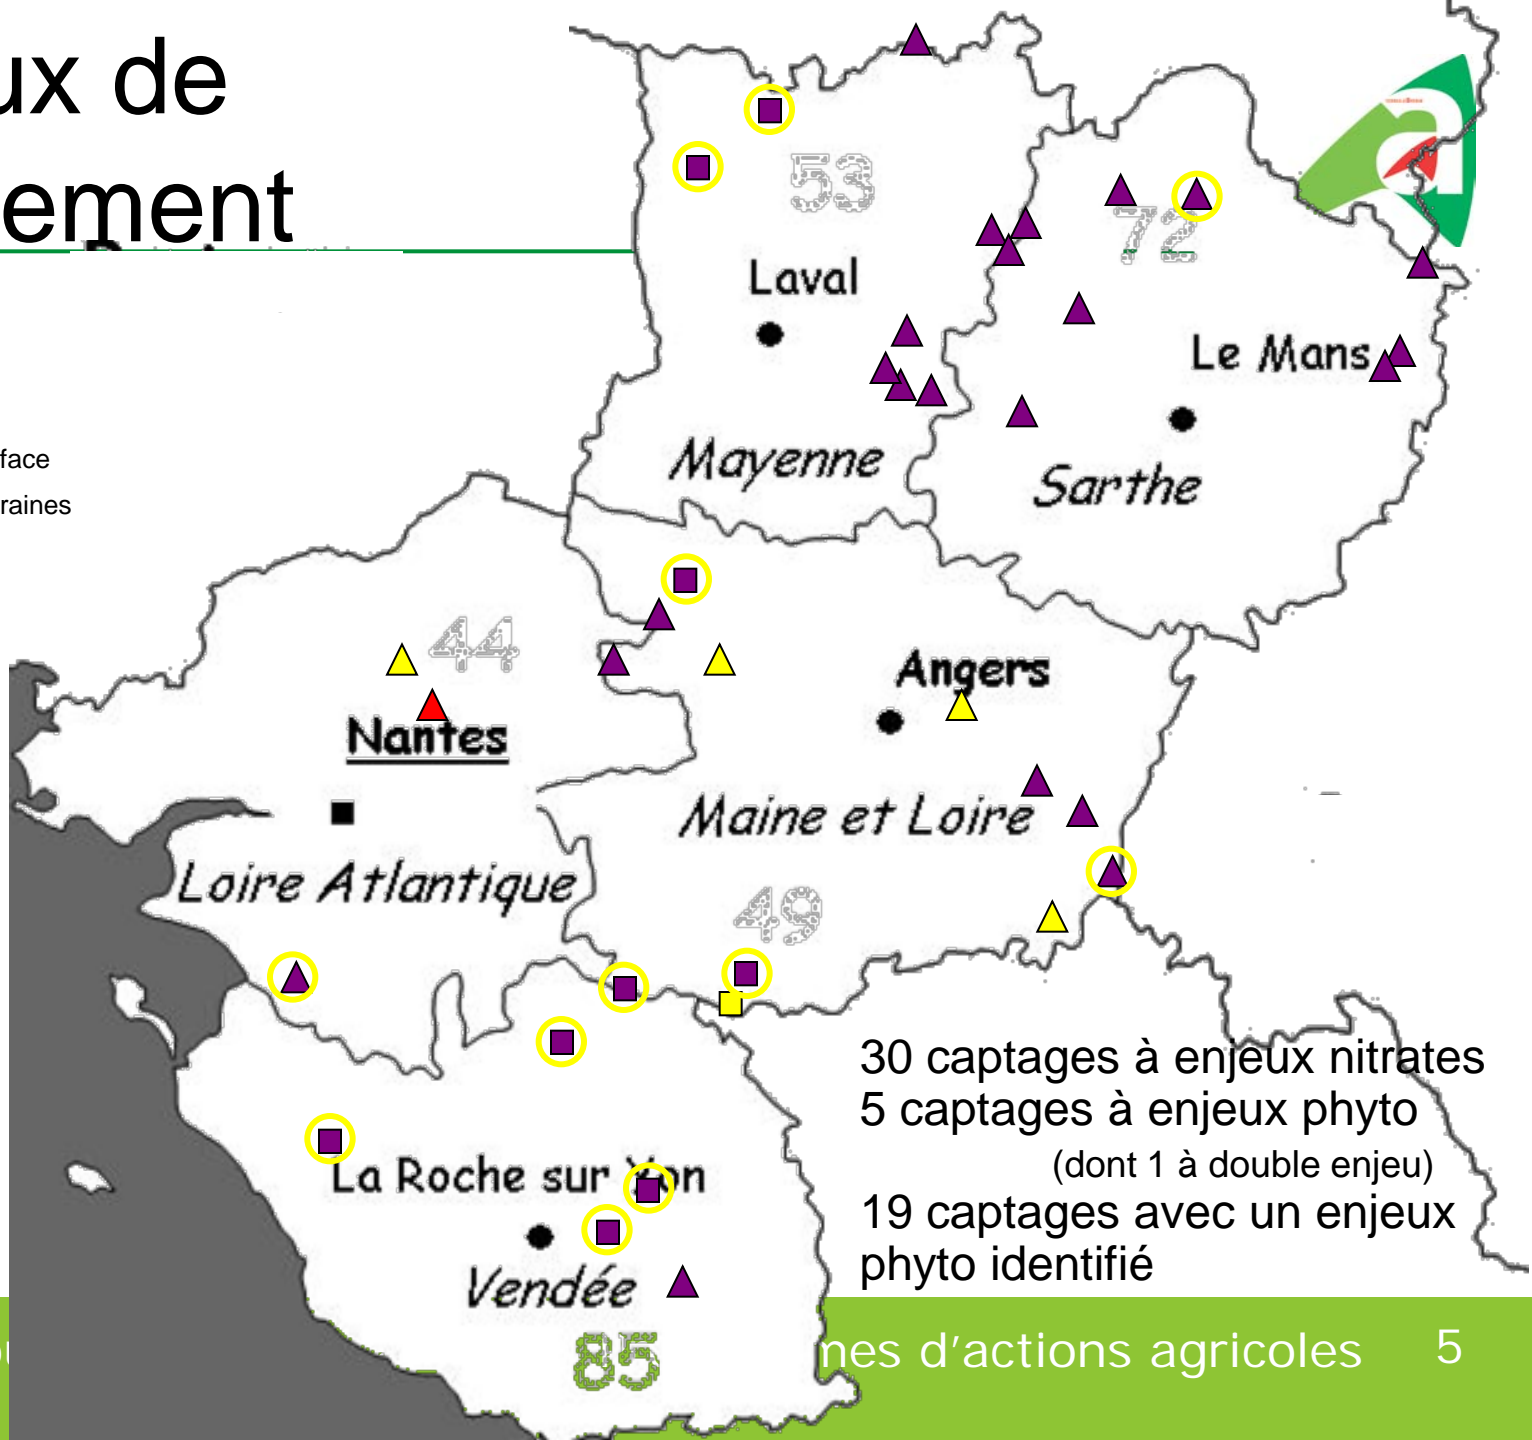 ux de
ement
53
72
Laval
Le Mans
Mayenne
Sarthe
face
raines
44
Angers
Nantes
Maine et Loire
Loire Atlantique
49
30 captages à enjeux nitrates
5 captages à enjeux phyto
(dont 1 à double enjeu)
19 captages avec un enjeux
phyto identifié
La Roche sur Yon
Vendée
85
mes d'actions agricoles 5